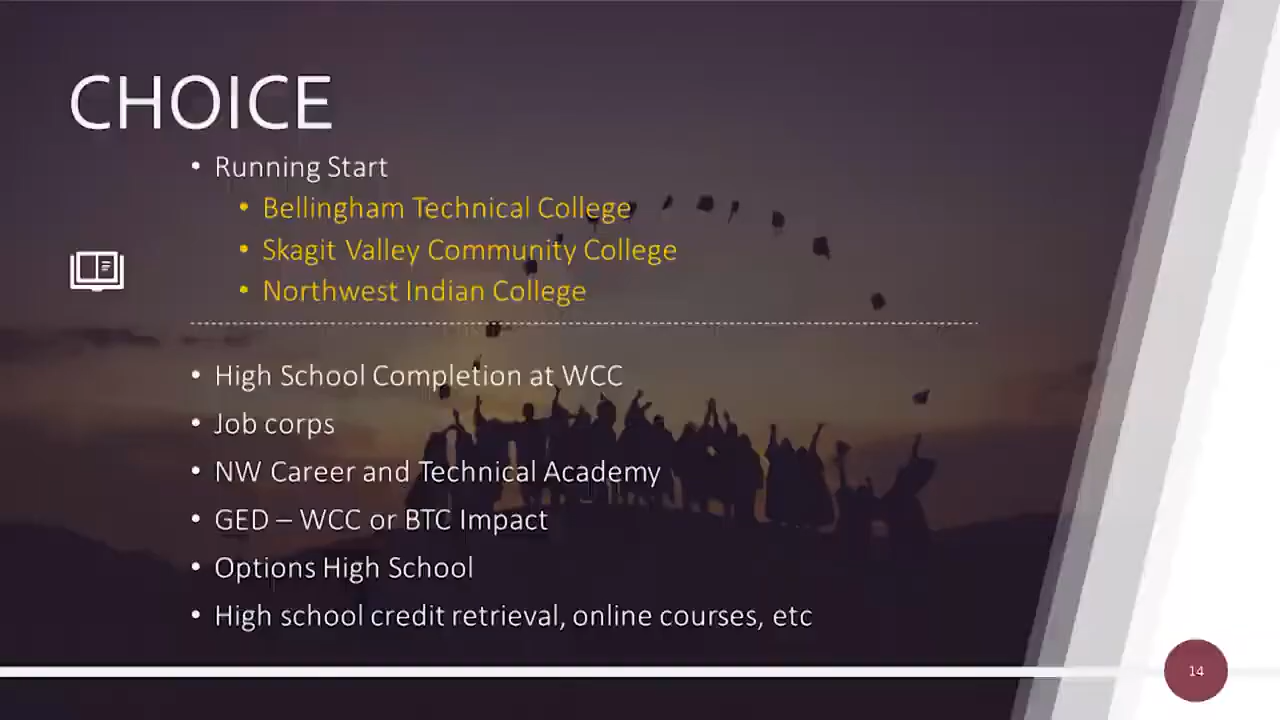 CHOICE
• Running Start
• Bellingham Technical College
• Skagit Valley Community College
• Northwest Indian College
• High School Completion at WCC
• Job corps
• NW Career and Technical Academy
• GED – WCC or BTC Impact
• Options High School
• High school credit retrieval, online courses, etc
14